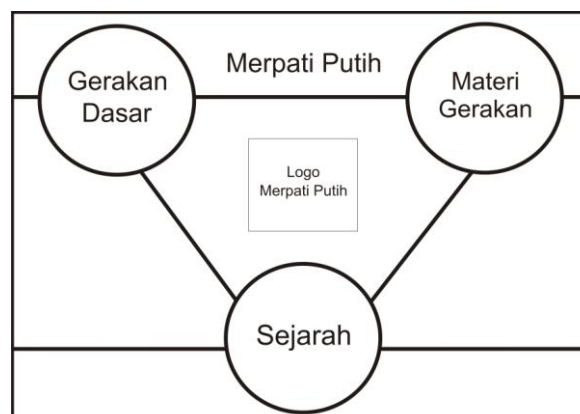 Merpati Putih
Gerakan
Dasar
Materi
Gerakan
Logo
Merpati Putih
Sejarah